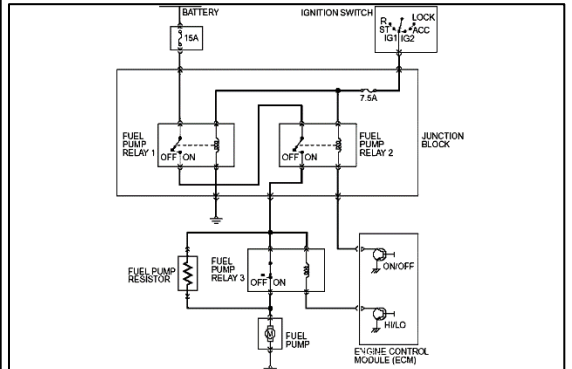 BATTERY
IGNITION SWITCH
LOCK
R
ST
ACC
IG1
IG2
15A
7.5A
FUEL
PUMP
RELAY 1
OFF
ON
FUEL
PUMP
RELAY 2
OFF
ON
JUNCTION
BLOCK
FUEL PUMP
RESISTOR
FUEL
PUMP
RELAY 3
OFF
ON
ON/OFF
HI/LO
M
FUEL
PUMP
ENGINE CONTROL
MODULE (ECM)